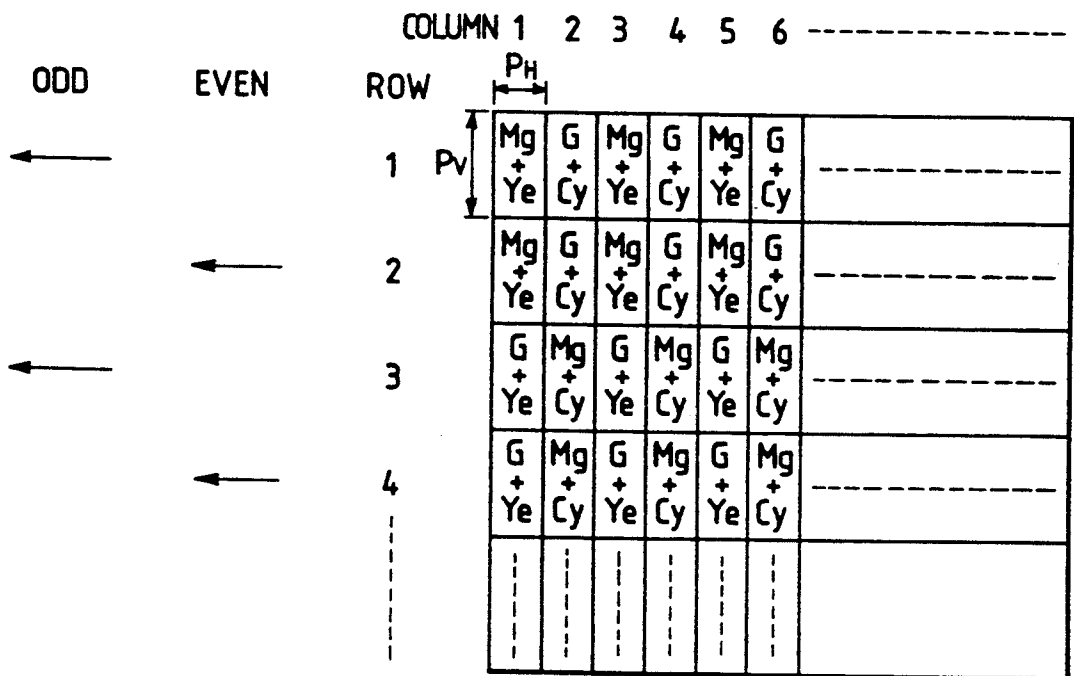 COLUMN 1 2 3 4 5 6
PH
ODD EVEN ROW
1 PV Mg + Ye G + Cy Mg + Ye G + Cy Mg + Ye G + Cy
2 Mg + Ye G + Cy Mg + Ye G + Cy Mg + Ye G + Cy
3 G + Ye Mg + Cy G + Ye Mg + Cy G + Ye Mg + Cy
4 G + Ye Mg + Cy G + Ye Mg + Cy G + Ye Mg + Cy